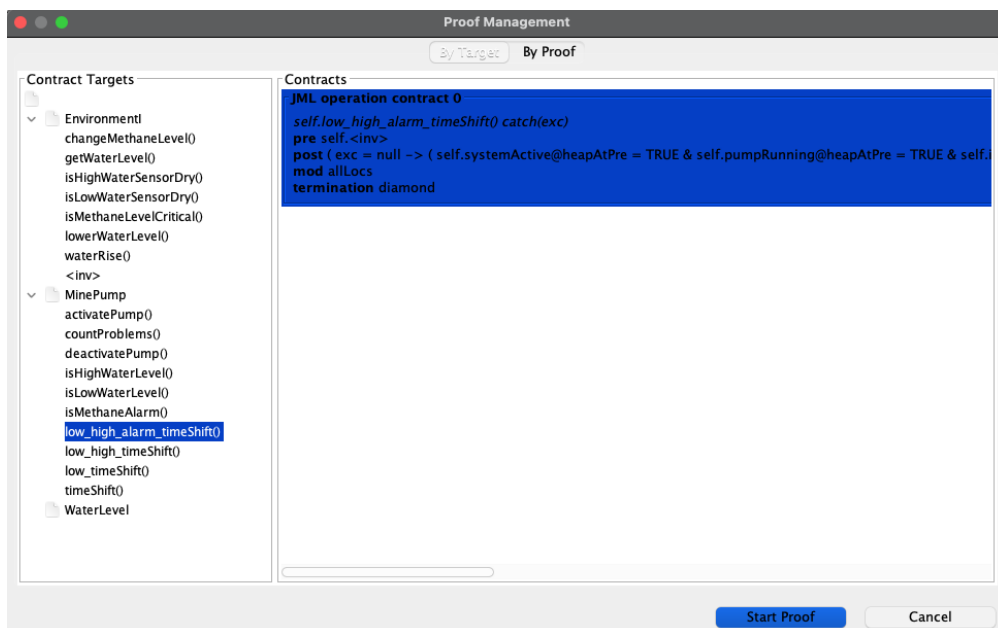 Proof Management
By Target By Proof
Contract Targets
EnvironmentI
changeMethaneLevel()
getWaterLevel()
isHighWaterSensorDry()
isLowWaterSensorDry()
isMethaneLevelCritical()
lowerWaterLevel()
waterRise()
<inv>
MinePump
activatePump()
countProblems()
deactivatePump()
isHighWaterLevel()
isLowWaterLevel()
isMethaneAlarm()
low_high_alarm_timeShift()
low_high_timeShift()
low_timeShift()
timeShift()
WaterLevel
Contracts
JML operation contract 0
self.low_high_alarm_timeShift() catch(exc)
pre self.<inv>
post ( exc = null -> ( self.systemActive@heapAtPre = TRUE & self.pumpRunning@heapAtPre = TRUE & self.i
mod allLocs
termination diamond
Start Proof Cancel